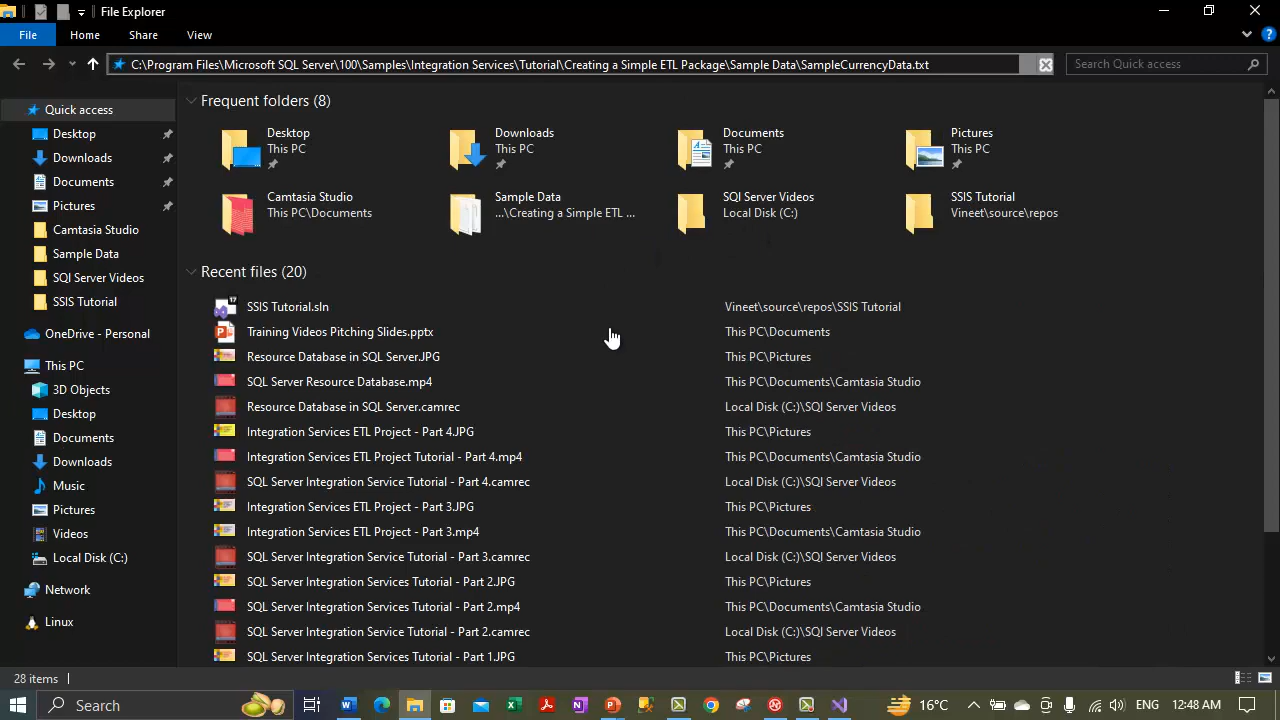 File Explorer
File
Home
Share
View
C:\Program Files\Microsoft SQL Server\100\Samples\Integration Services\Tutorial\Creating a Simple ETL Package\Sample Data\SampleCurrencyData.txt
Search Quick access
Quick access
Desktop
Downloads
Documents
Pictures
Camtasia Studio
Sample Data
SQl Server Videos
SSIS Tutorial
OneDrive - Personal
This PC
3D Objects
Desktop
Documents
Downloads
Music
Pictures
Videos
Local Disk (C:)
Network
Linux
Frequent folders (8)
Desktop
This PC
Downloads
This PC
Documents
This PC
Pictures
This PC
Camtasia Studio
This PC\Documents
Sample Data
...\Creating a Simple ETL ...
SQl Server Videos
Local Disk (C:)
SSIS Tutorial
Vineet\source\repos
Recent files (20)
SSIS Tutorial.sln Vineet\source\repos\SSIS Tutorial
Training Videos Pitching Slides.pptx This PC\Documents
Resource Database in SQL Server.JPG This PC\Pictures
SQL Server Resource Database.mp4 This PC\Documents\Camtasia Studio
Resource Database in SQL Server.camrec Local Disk (C:)\SQl Server Videos
Integration Services ETL Project - Part 4.JPG This PC\Pictures
Integration Services ETL Project Tutorial - Part 4.mp4 This PC\Documents\Camtasia Studio
SQL Server Integration Service Tutorial - Part 4.camrec Local Disk (C:)\SQl Server Videos
Integration Services ETL Project - Part 3.JPG This PC\Pictures
Integration Services ETL Project - Part 3.mp4 This PC\Documents\Camtasia Studio
SQL Server Integration Service Tutorial - Part 3.camrec Local Disk (C:)\SQl Server Videos
SQL Server Integration Services Tutorial - Part 2.JPG This PC\Pictures
SQL Server Integration Services Tutorial - Part 2.mp4 This PC\Documents\Camtasia Studio
SQL Server Integration Service Tutorial - Part 2.camrec Local Disk (C:)\SQl Server Videos
SQL Server Integration Services Tutorial - Part 1.JPG This PC\Pictures
28 items
Search
16°C
ENG
12:48 AM